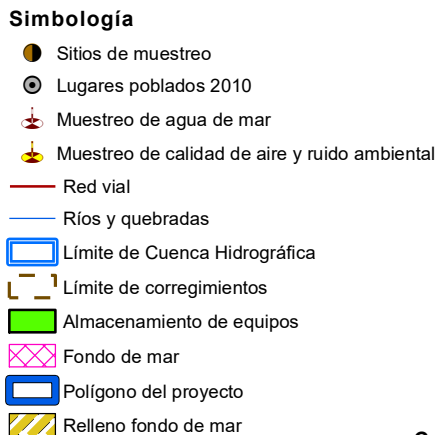 Simbología
Sitios de muestreo
Lugares poblados 2010
Muestreo de agua de mar
Muestreo de calidad de aire y ruido ambiental
Red vial
Ríos y quebradas
Límite de Cuenca Hidrográfica
Límite de corregimientos
Almacenamiento de equipos
Fondo de mar
Polígono del proyecto
Relleno fondo de mar